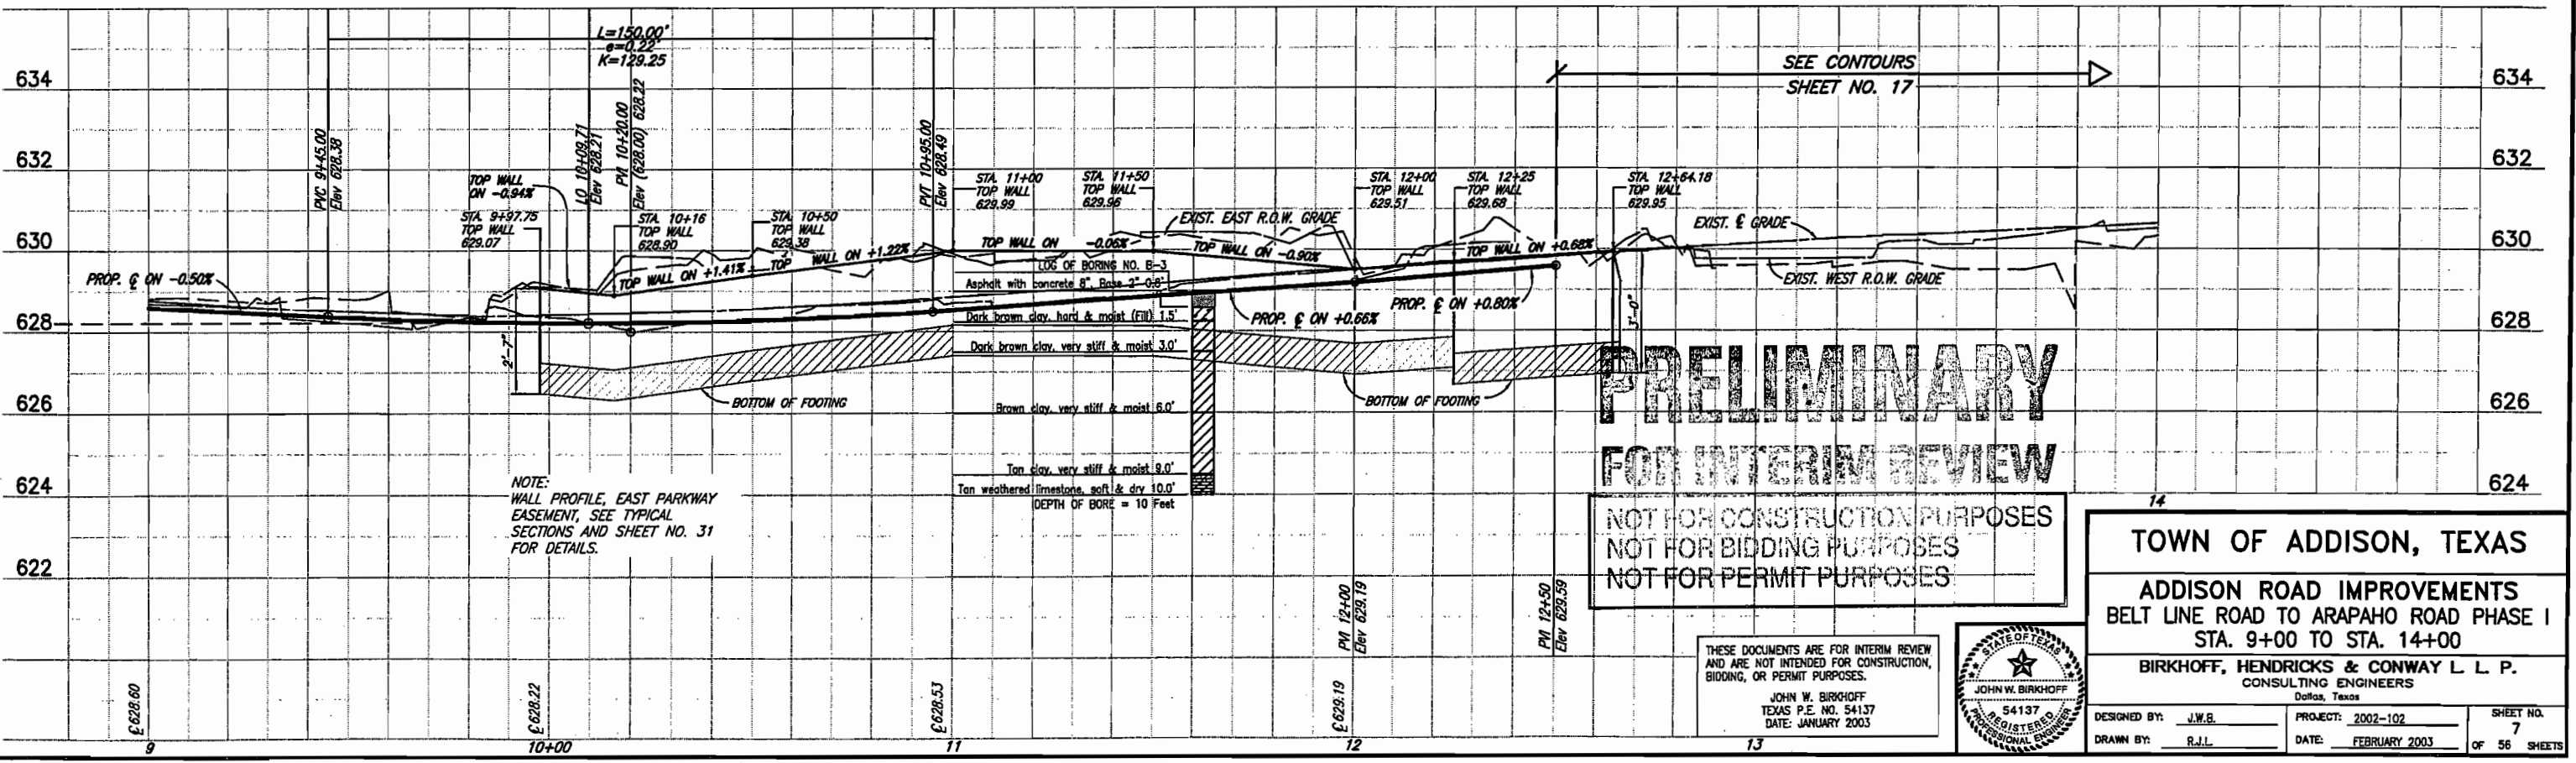 L=150.00'
e=0.22'
K=129.25
SEE CONTOURS
SHEET NO. 17
634
634
632
632
630
630
628
628
626
626
624
624
622
PVC 9+45.00
Elev 628.38
LO 10+09.71
Elev 628.21
PVI 10+20.00
Elev (628.00) 628.22
PVT 10+95.00
Elev 628.49
TOP WALL
ON -0.94%
STA. 9+97.75
TOP WALL
629.07
STA. 10+16
TOP WALL
628.90
STA. 10+50
TOP WALL
629.38
STA. 11+00
TOP WALL
629.99
STA. 11+50
TOP WALL
629.96
STA. 12+00
TOP WALL
629.51
STA. 12+25
TOP WALL
629.68
STA. 12+64.18
TOP WALL
629.95
PROP. ℄ ON -0.50%
TOP WALL ON +1.41%
TOP WALL ON +1.22%
TOP WALL ON -0.06%
EXIST. EAST R.O.W. GRADE
TOP WALL ON -0.90%
TOP WALL ON +0.68%
EXIST. ℄ GRADE
EXIST. WEST R.O.W. GRADE
PROP. ℄ ON +0.66%
PROP. ℄ ON +0.80%
LOG OF BORING NO. B-3
Asphalt with concrete 8", Base 2" 0.8'
Dark brown clay, hard & moist (Fill) 1.5'
Dark brown clay, very stiff & moist 3.0'
Brown clay, very stiff & moist 6.0'
Tan clay, very stiff & moist 9.0'
Tan weathered limestone, soft & dry 10.0'
DEPTH OF BORE = 10 Feet
2'-7"
3'-0"
BOTTOM OF FOOTING
BOTTOM OF FOOTING
NOTE:
WALL PROFILE, EAST PARKWAY
EASEMENT, SEE TYPICAL
SECTIONS AND SHEET NO. 31
FOR DETAILS.
PRELIMINARY
FOR INTERIM REVIEW
NOT FOR CONSTRUCTION PURPOSES
NOT FOR BIDDING PURPOSES
NOT FOR PERMIT PURPOSES
PVI 12+00
Elev 629.19
PVI 12+50
Elev 629.59
℄ 628.60
℄ 628.22
℄ 628.53
℄ 629.19
9
10+00
11
12
13
14
THESE DOCUMENTS ARE FOR INTERIM REVIEW
AND ARE NOT INTENDED FOR CONSTRUCTION,
BIDDING, OR PERMIT PURPOSES.
JOHN W. BIRKHOFF
TEXAS P.E. NO. 54137
DATE: JANUARY 2003
STATE OF TEXAS
JOHN W. BIRKHOFF
54137
REGISTERED
PROFESSIONAL ENGINEER
TOWN OF ADDISON, TEXAS
ADDISON ROAD IMPROVEMENTS
BELT LINE ROAD TO ARAPAHO ROAD PHASE I
STA. 9+00 TO STA. 14+00
BIRKHOFF, HENDRICKS & CONWAY L. L. P.
CONSULTING ENGINEERS
Dallas, Texas
DESIGNED BY: J.W.B.
DRAWN BY: R.J.L.
PROJECT: 2002-102
DATE: FEBRUARY 2003
SHEET NO.
7
OF 56 SHEETS